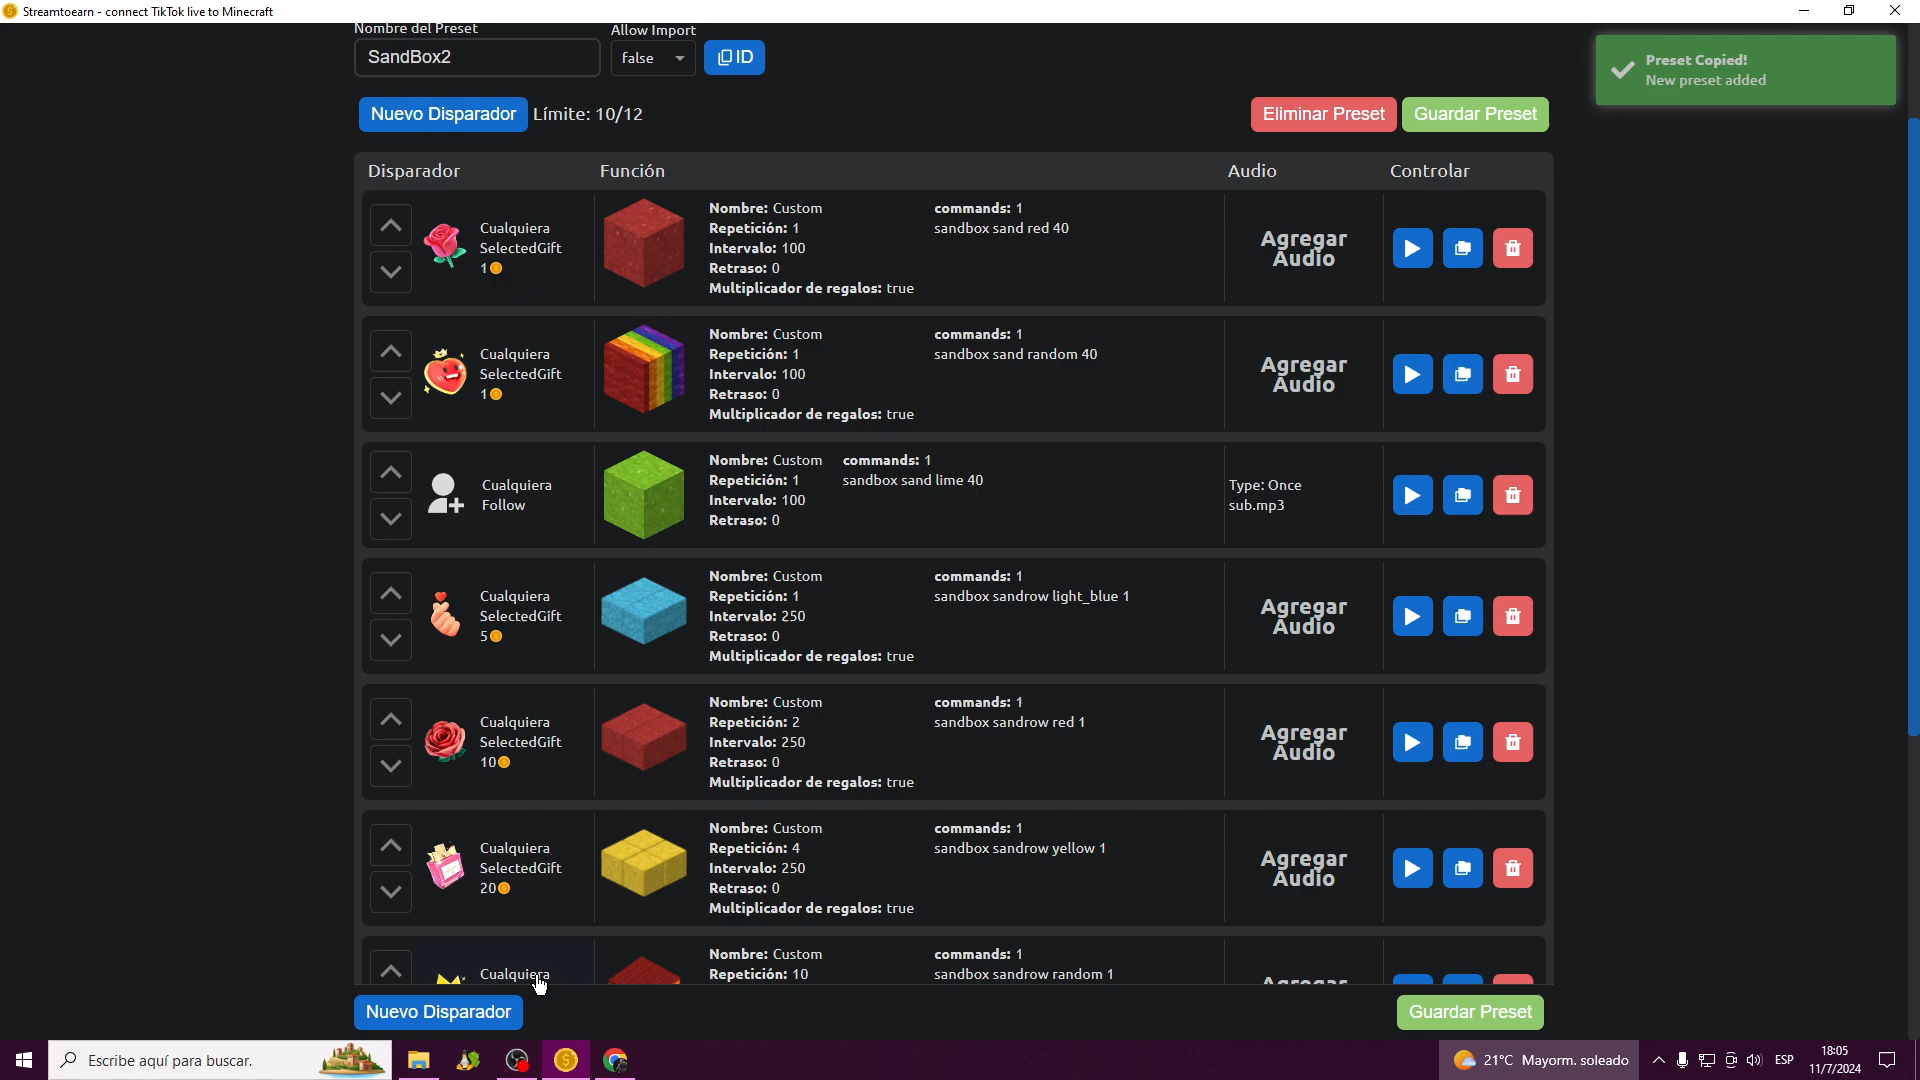 Streamtoearn - connect TikTok live to Minecraft
Nombre del Preset
Allow Import
SandBox2
false
ID
Preset Copied!
New preset added
Nuevo Disparador
Límite: 10/12
Eliminar Preset
Guardar Preset
Disparador
Función
Audio
Controlar
Cualquiera
SelectedGift
1
Nombre: Custom
Repetición: 1
Intervalo: 100
Retraso: 0
Multiplicador de regalos: true
commands: 1
sandbox sand red 40
Agregar
Audio
Cualquiera
SelectedGift
1
Nombre: Custom
Repetición: 1
Intervalo: 100
Retraso: 0
Multiplicador de regalos: true
commands: 1
sandbox sand random 40
Agregar
Audio
Cualquiera
Follow
Nombre: Custom
Repetición: 1
Intervalo: 100
Retraso: 0
commands: 1
sandbox sand lime 40
Type: Once
sub.mp3
Cualquiera
SelectedGift
5
Nombre: Custom
Repetición: 1
Intervalo: 250
Retraso: 0
Multiplicador de regalos: true
commands: 1
sandbox sandrow light_blue 1
Agregar
Audio
Cualquiera
SelectedGift
10
Nombre: Custom
Repetición: 2
Intervalo: 250
Retraso: 0
Multiplicador de regalos: true
commands: 1
sandbox sandrow red 1
Agregar
Audio
Cualquiera
SelectedGift
20
Nombre: Custom
Repetición: 4
Intervalo: 250
Retraso: 0
Multiplicador de regalos: true
commands: 1
sandbox sandrow yellow 1
Agregar
Audio
Cualquiera
Nombre: Custom
Repetición: 10
commands: 1
sandbox sandrow random 1
Agregar
Nuevo Disparador
Guardar Preset
Escribe aquí para buscar.
21°C Mayorm. soleado
ESP
18:05
11/7/2024